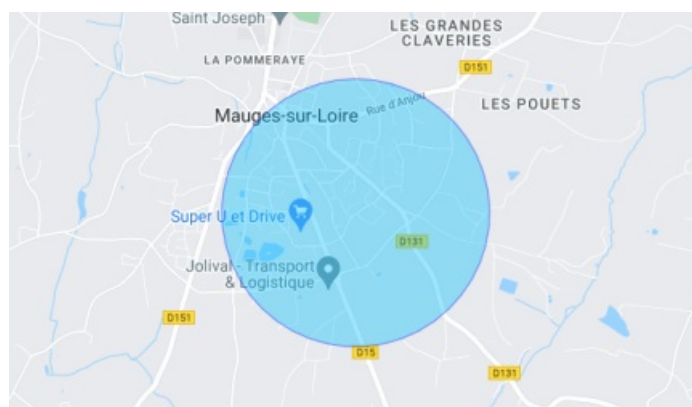 Saint Joseph
LES GRANDES
CLAVERIES
LA POMMERAYE
D151
LES POUETS
Rue d'Anjou
Mauges-sur-Loire
Super U et Drive
D131
Jolival - Transport
& Logistique
D151
D15
D131